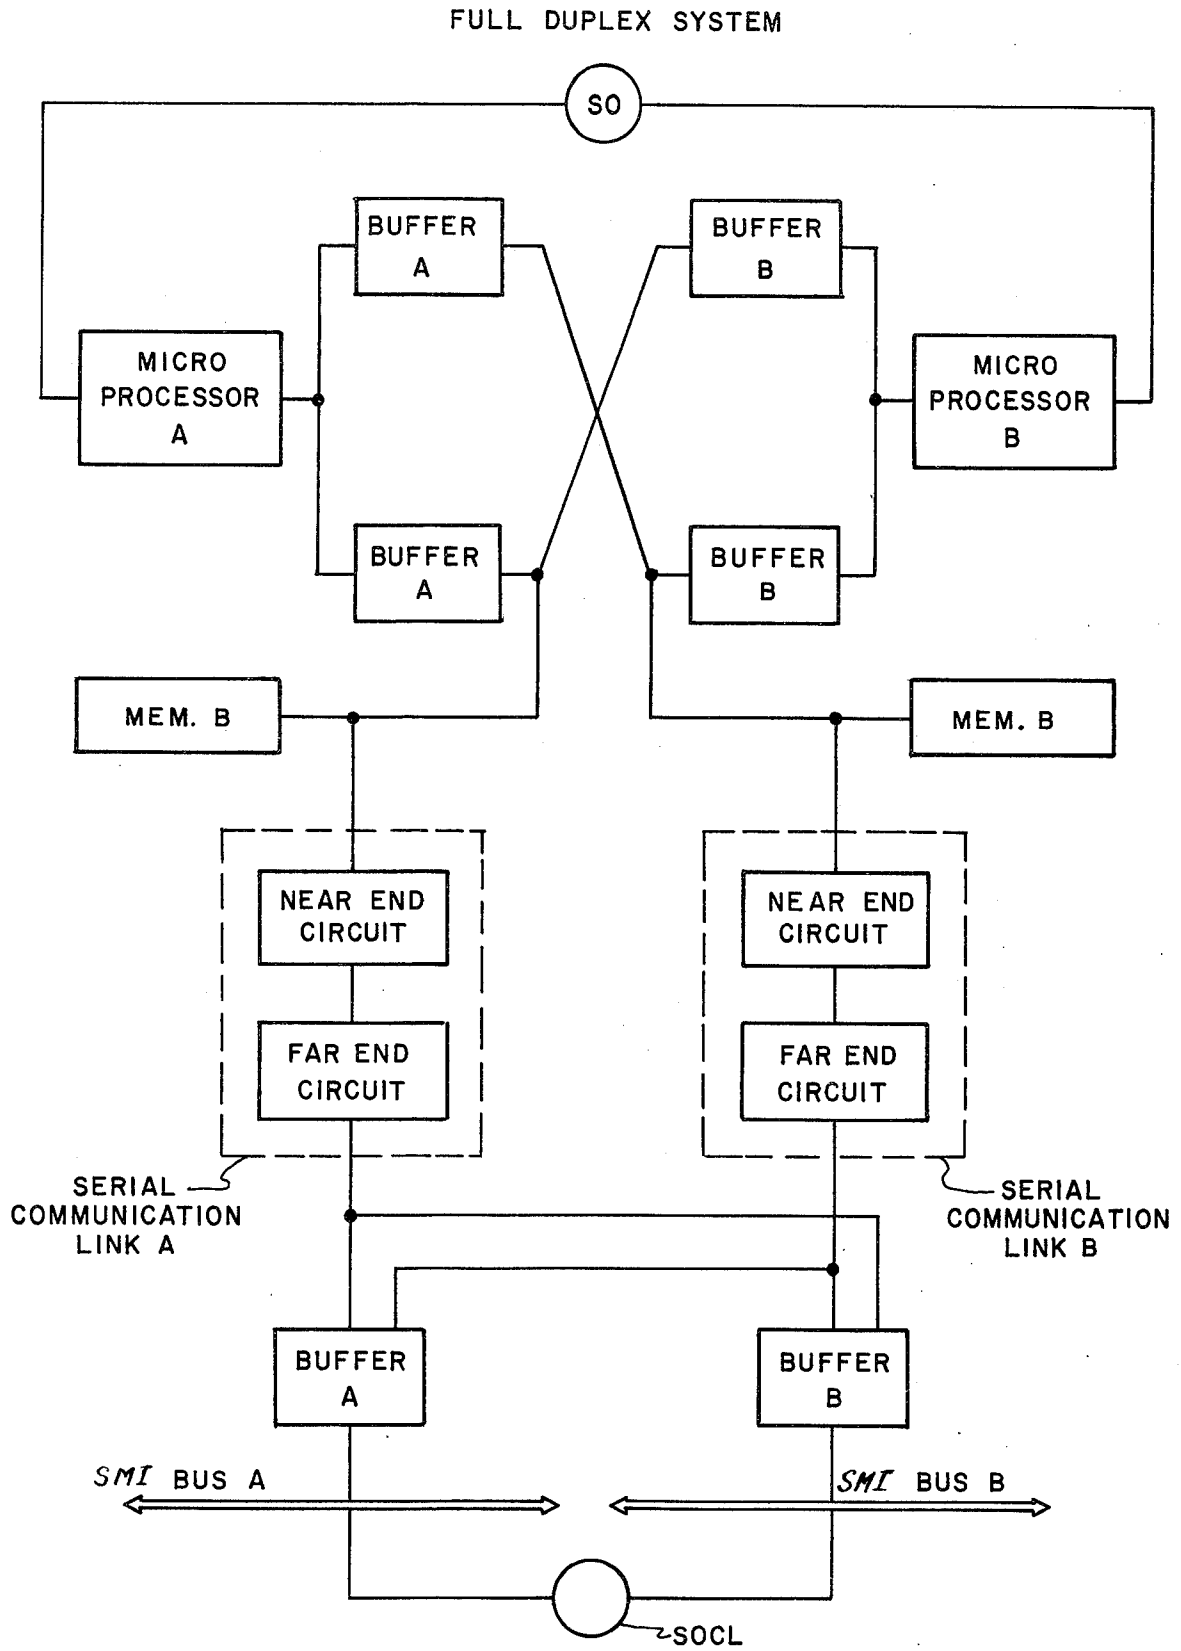 FULL DUPLEX SYSTEM
SO
BUFFER
A
BUFFER
B
MICRO
PROCESSOR
A
MICRO
PROCESSOR
B
BUFFER
A
BUFFER
B
MEM. B
MEM. B
NEAR END
CIRCUIT
NEAR END
CIRCUIT
FAR END
CIRCUIT
FAR END
CIRCUIT
SERIAL
COMMUNICATION
LINK A
SERIAL
COMMUNICATION
LINK B
BUFFER
A
BUFFER
B
SMI BUS A
SMI BUS B
SOCL